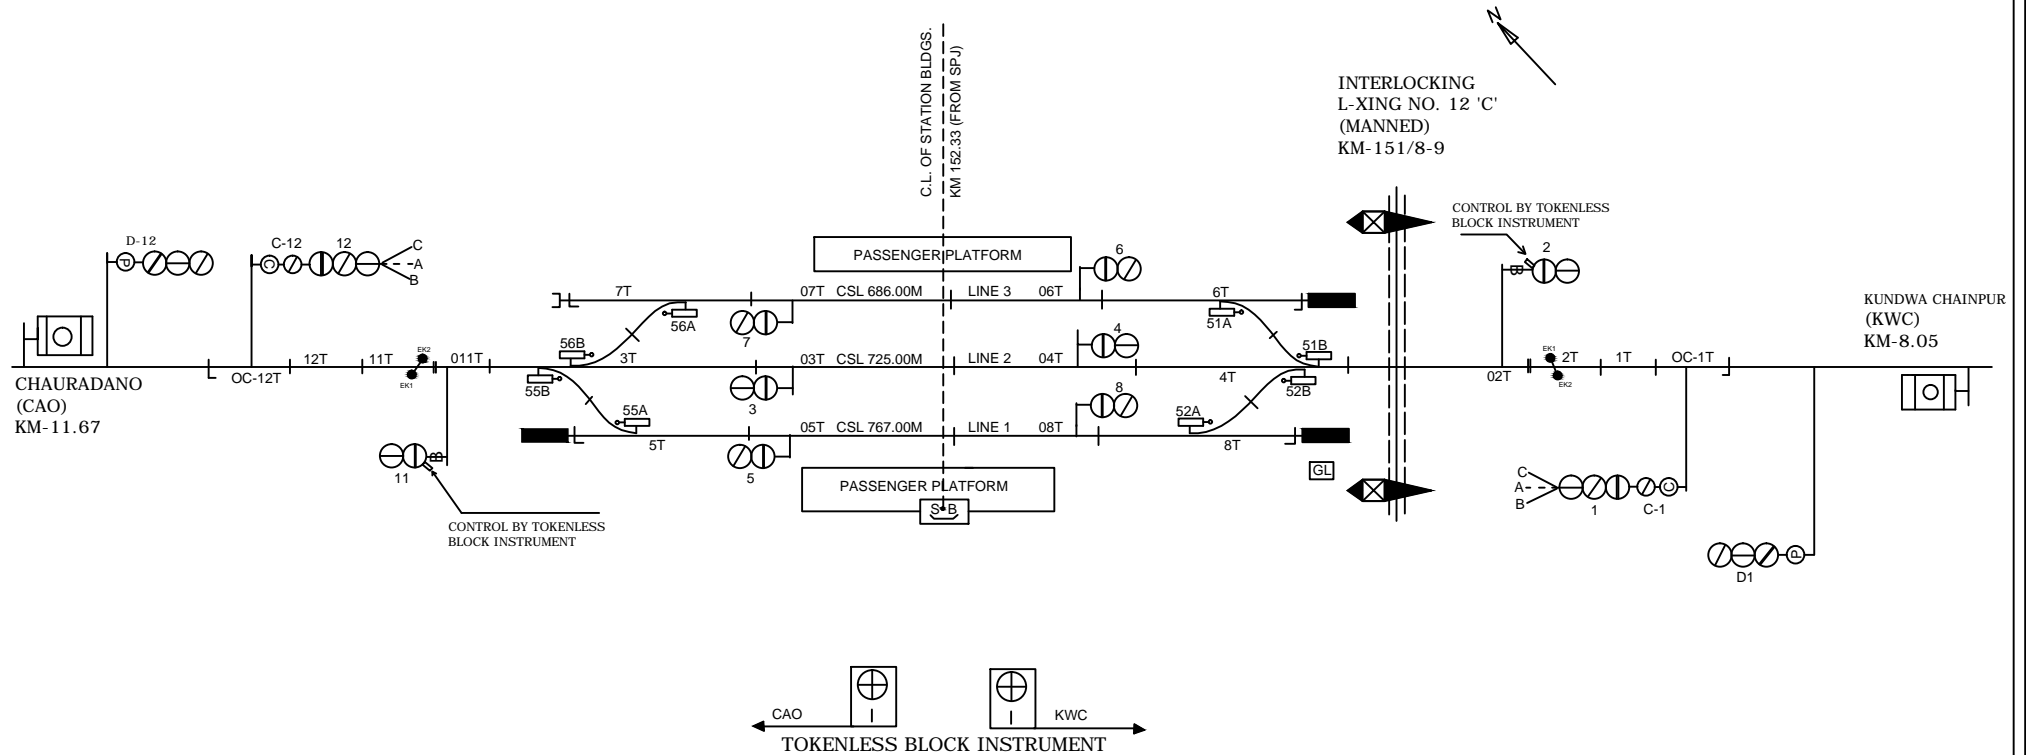 N
C.L. OF STATION BLDGS.
KM 152.33 (FROM SPJ)
INTERLOCKING
L-XING NO. 12 'C'
(MANNED)
KM-151/8-9
CONTROL BY TOKENLESS
BLOCK INSTRUMENT
D-12
P
C-12
12
C
C
A
B
PASSENGER PLATFORM
6
2
B
KUNDWA CHAINPUR
(KWC)
KM-8.05
7T
07T
CSL 686.00M
LINE 3
06T
6T
56A
7
51A
4
56B
51B
OC-12T
12T
11T
EK2
EK1
011T
3T
03T
CSL 725.00M
LINE 2
04T
4T
02T
EK1
EK2
2T
1T
OC-1T
CHAURADANO
(CAO)
KM-11.67
55B
3
52B
8
55A
52A
5T
05T
CSL 767.00M
LINE 1
08T
8T
B
11
5
GL
PASSENGER PLATFORM
S B
C
A
B
1
C-1
C
CONTROL BY TOKENLESS
BLOCK INSTRUMENT
P
D1
CAO
KWC
TOKENLESS BLOCK INSTRUMENT